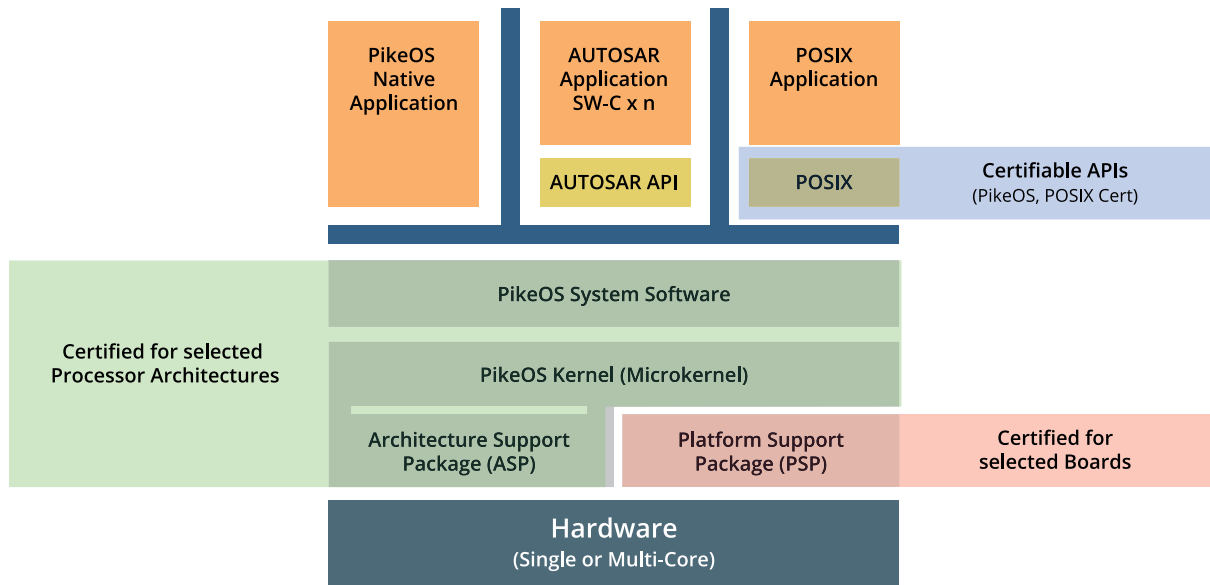 PikeOS
Native
Application
AUTOSAR
Application
SW-C x n
POSIX
Application
AUTOSAR API
POSIX
Certifiable APIs
(PikeOS, POSIX Cert)
PikeOS System Software
Certified for selected
Processor Architectures
PikeOS Kernel (Microkernel)
Architecture Support
Package (ASP)
Platform Support
Package (PSP)
Certified for
selected Boards
Hardware
(Single or Multi-Core)